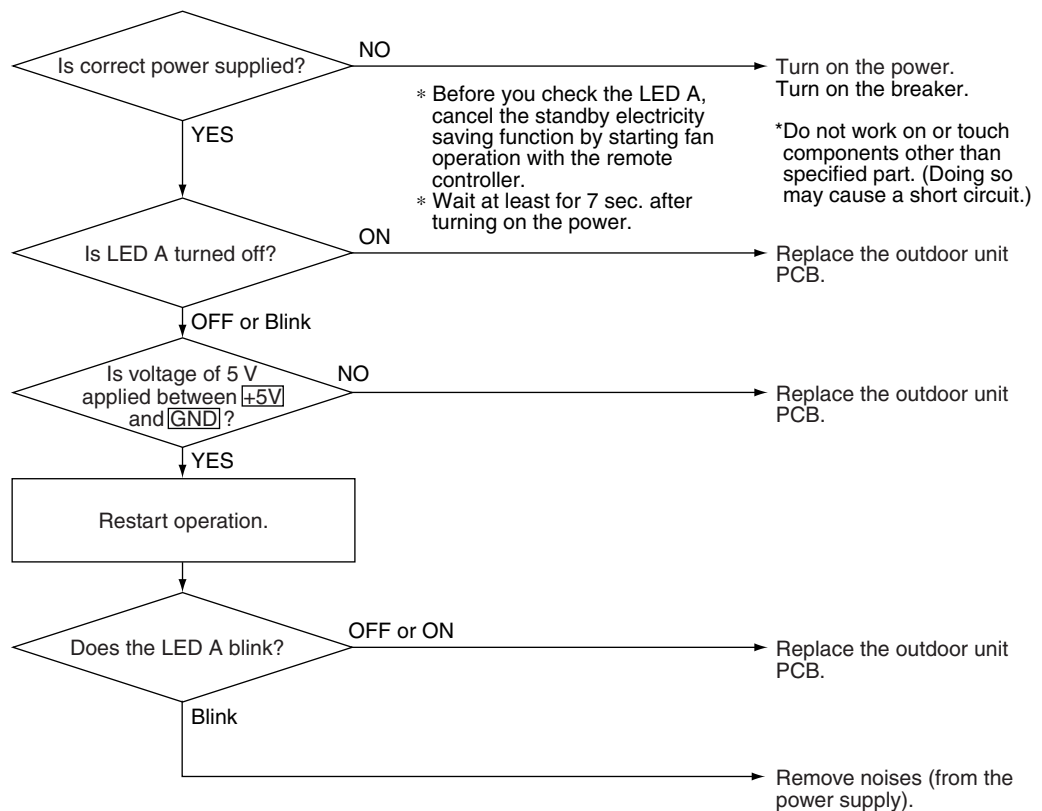 Is correct power supplied?
NO
Turn on the power.
Turn on the breaker.
*Do not work on or touch
components other than
specified part. (Doing so
may cause a short circuit.)
YES
* Before you check the LED A,
cancel the standby electricity
saving function by starting fan
operation with the remote
controller.
* Wait at least for 7 sec. after
turning on the power.
Is LED A turned off?
ON
Replace the outdoor unit
PCB.
OFF or Blink
Is voltage of 5 V
applied between +5V
and GND ?
NO
Replace the outdoor unit
PCB.
YES
Restart operation.
Does the LED A blink?
OFF or ON
Replace the outdoor unit
PCB.
Blink
Remove noises (from the
power supply).